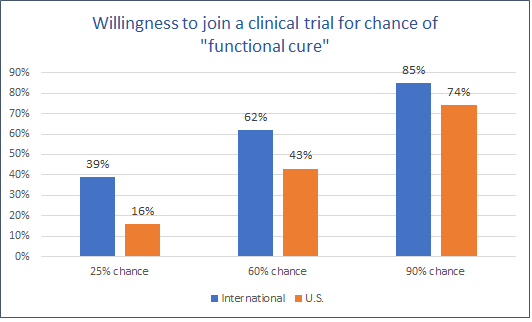 Willingness to join a clinical trial for chance of
"functional cure"
90%
80%
70%
60%
50%
40%
30%
20%
10%
0%
39%
16%
62%
43%
85%
74%
25% chance
60% chance
90% chance
International
U.S.